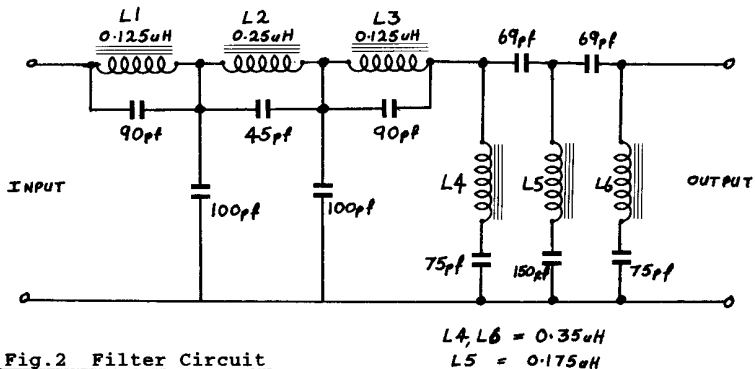 L1
0.125uH
L2
0.25uH
L3
0.125uH
69pf
69pf
90pf
45pf
90pf
INPUT
100pf
100pf
L4
L5
L6
OUTPUT
75pf
150pf
75pf
L4, L6 = 0.35uH
L5 = 0.175uH
Fig.2 Filter Circuit